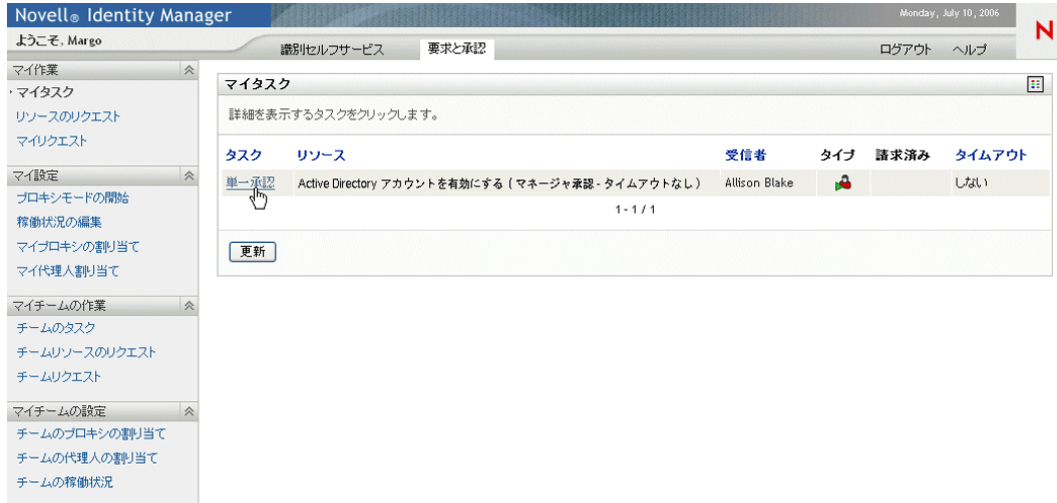 Novell® Identity Manager
Monday, July 10, 2006
N
ようこそ, Margo
識別セルフサービス
要求と承認
ログアウト
ヘルプ
マイ作業
・マイタスク
リソースのリクエスト
マイリクエスト
マイ設定
プロキシモードの開始
稼働状況の編集
マイプロキシの割り当て
マイ代理人割り当て
マイチームの作業
チームのタスク
チームリソースのリクエスト
チームリクエスト
マイチームの設定
チームのプロキシの割り当て
チームの代理人の割り当て
チームの稼働状況
マイタスク
詳細を表示するタスクをクリックします。
タスク リソース 受信者 タイプ 請求済み タイムアウト
単一承認 Active Directory アカウントを有効にする ( マネージャ承認 - タイムアウトなし ) Allison Blake しない
1 - 1 / 1
更新